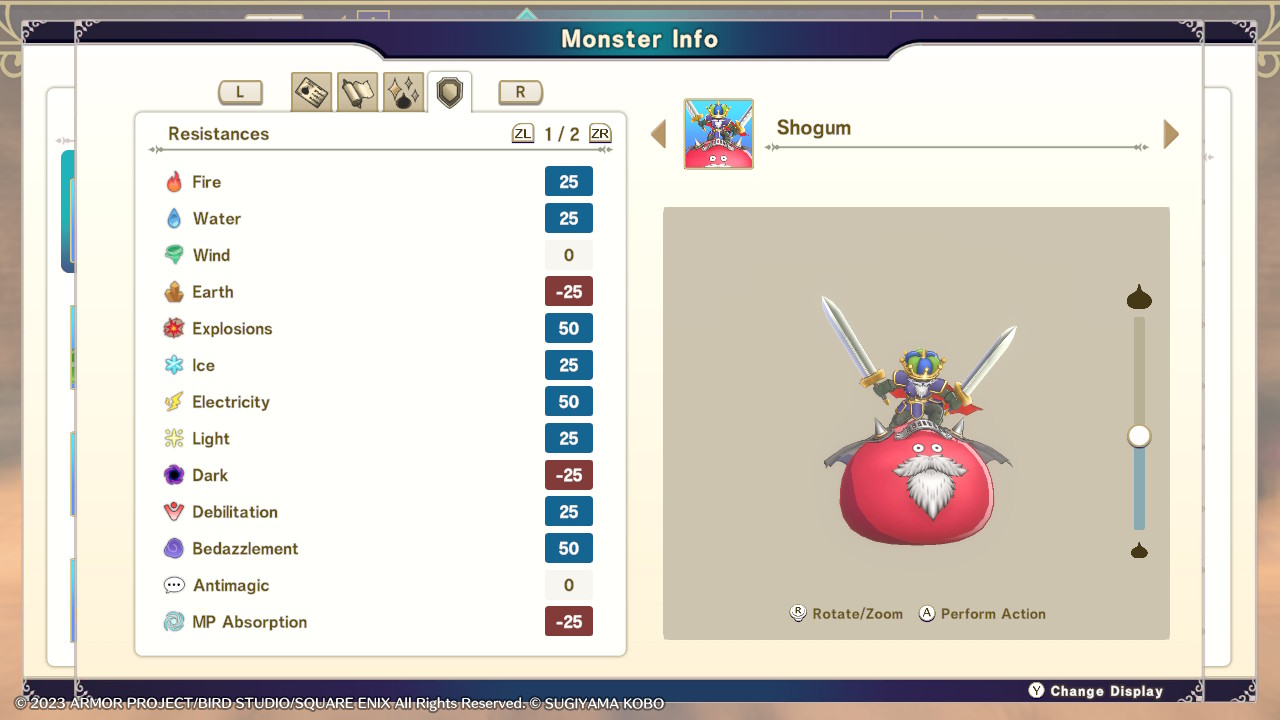 Monster Info
L
R
Resistances
ZL 1 / 2 ZR
Shogum
Fire 25
Water 25
Wind 0
Earth -25
Explosions 50
Ice 25
Electricity 50
Light 25
Dark -25
Debilitation 25
Bedazzlement 50
Antimagic 0
MP Absorption -25
R Rotate/Zoom A Perform Action
Y Change Display
© 2023 ARMOR PROJECT/BIRD STUDIO/SQUARE ENIX All Rights Reserved. © SUGIYAMA KOBO